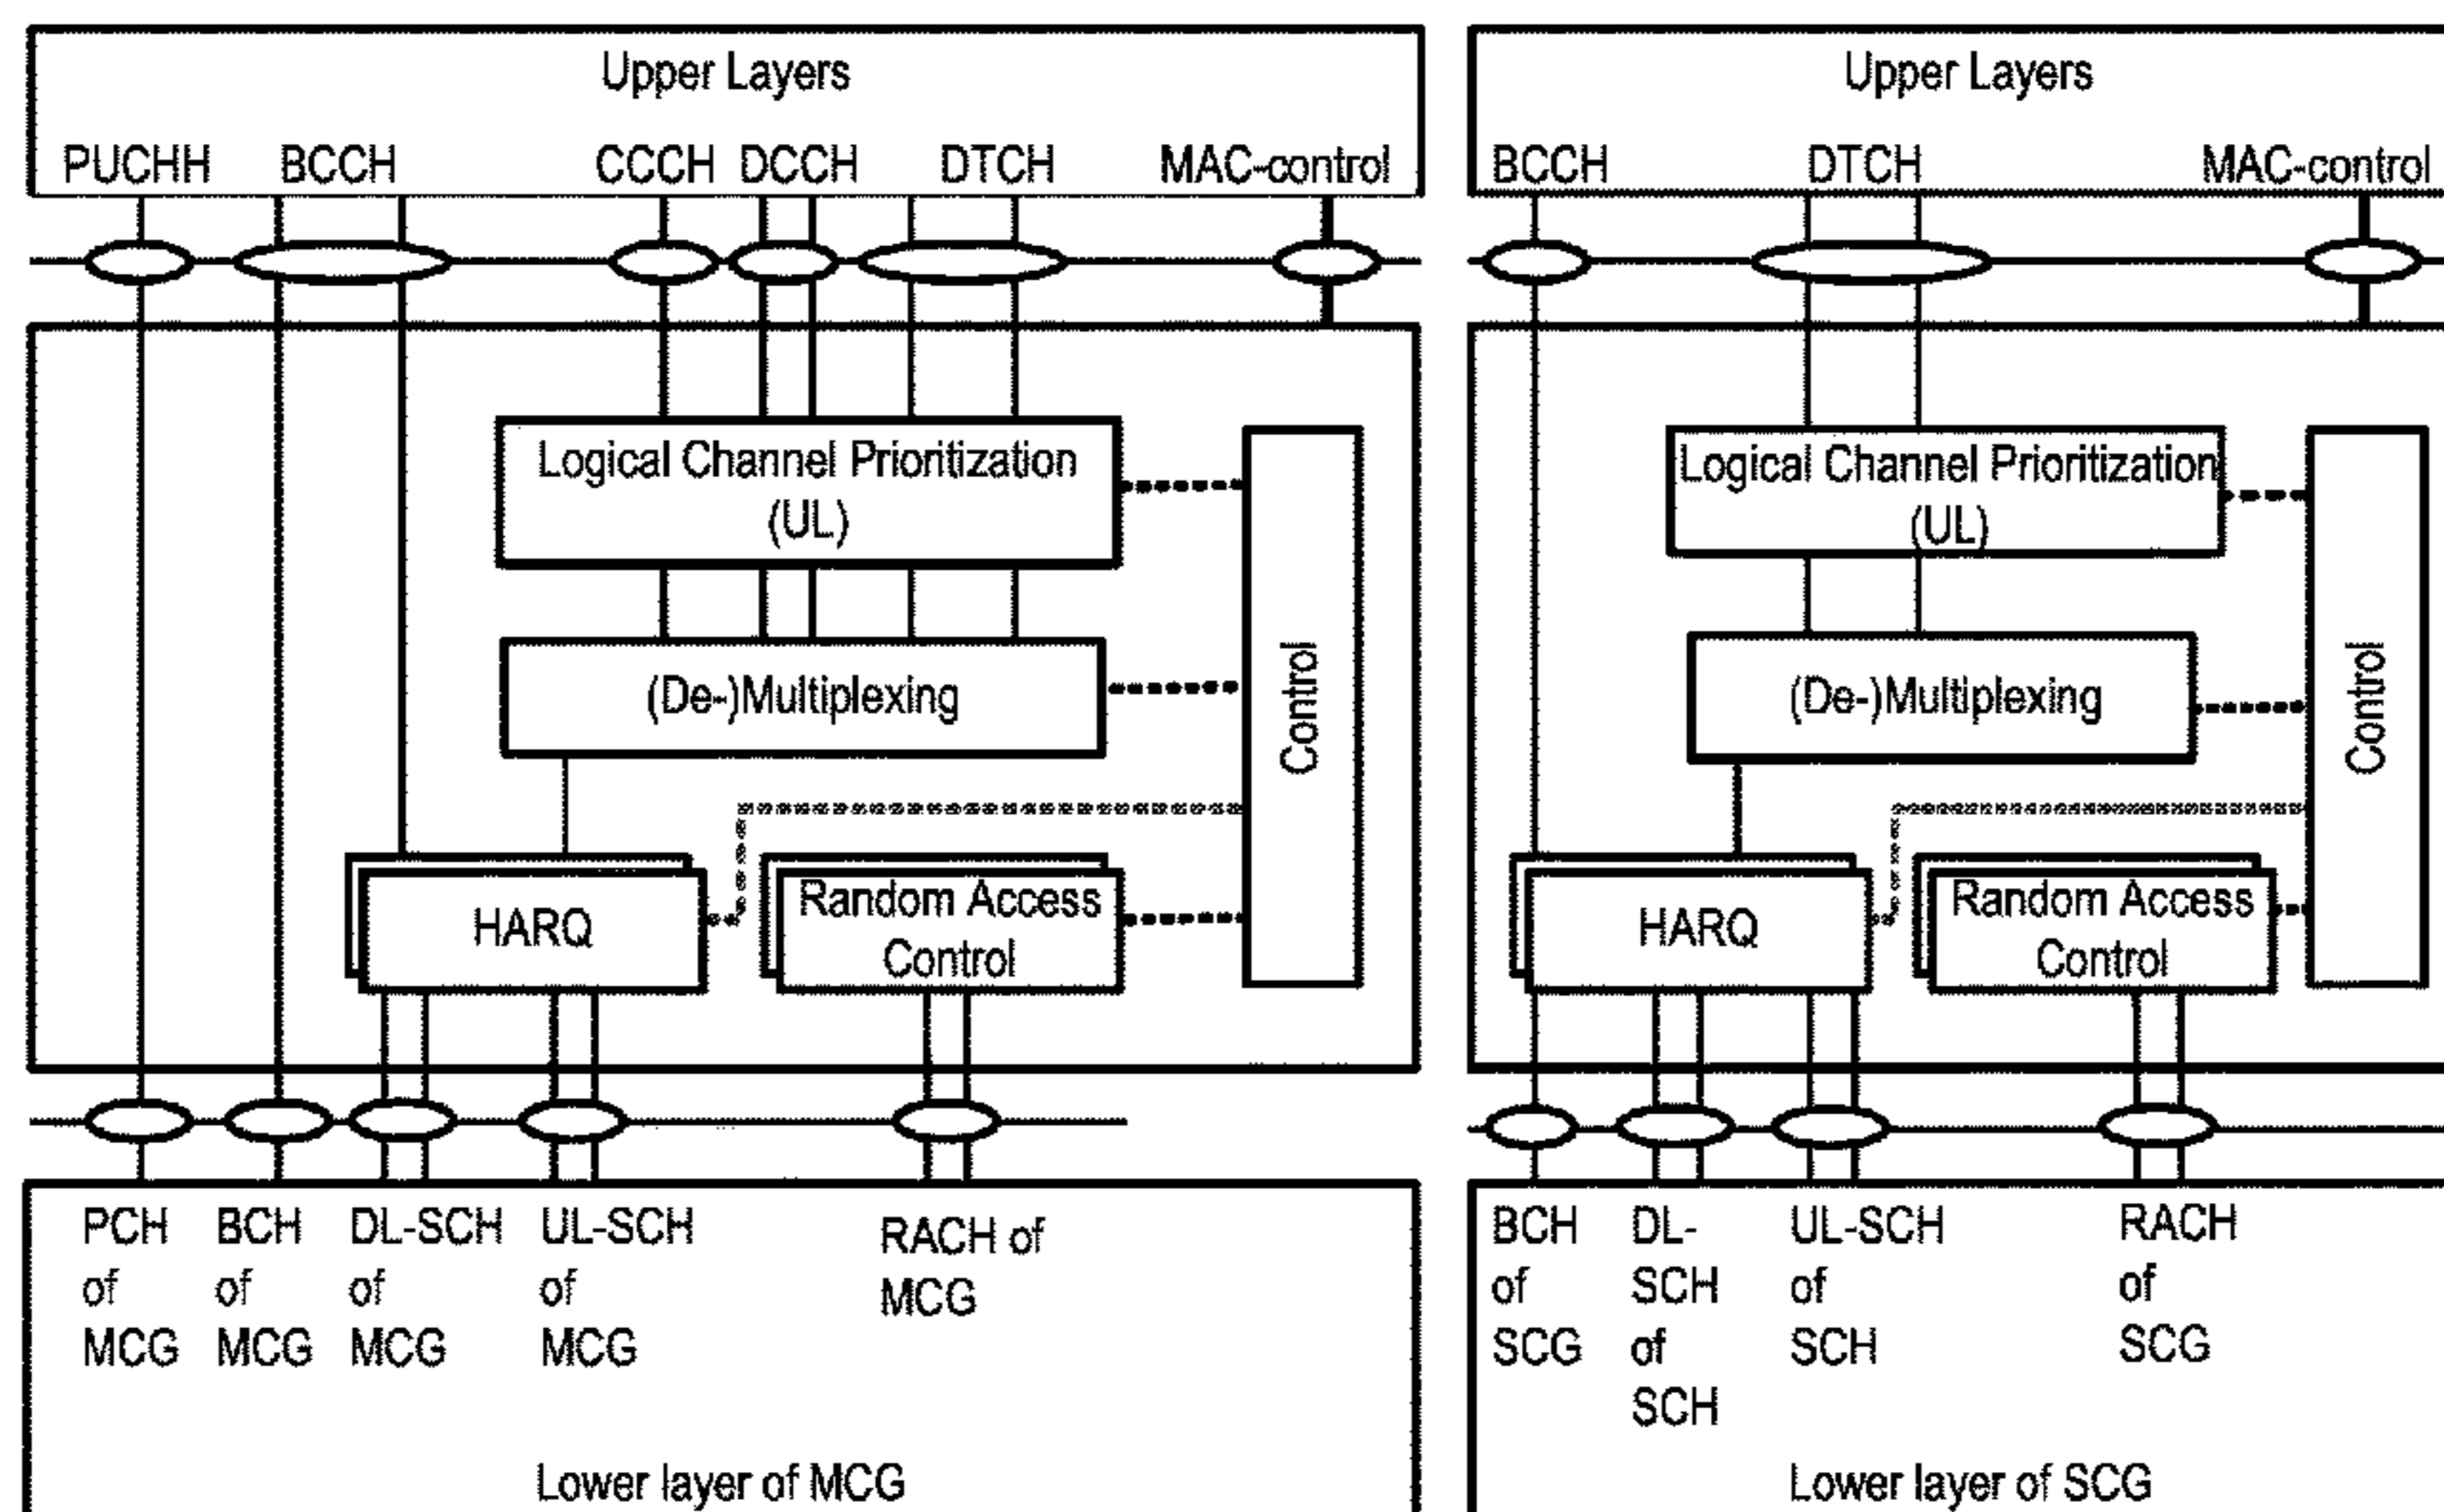 Upper Layers
PUCHH BCCH CCCH DCCH DTCH MAC-control
Logical Channel Prioritization
(UL)
(De-)Multiplexing
Control
HARQ
Random Access
Control
PCH
of
MCG
BCH
of
MCG
DL-SCH
of
MCG
UL-SCH
of
MCG
RACH of
MCG
Lower layer of MCG
Upper Layers
BCCH DTCH MAC-control
Logical Channel Prioritization
(UL)
(De-)Multiplexing
Control
HARQ
Random Access
Control
BCH
of
SCG
DL-
SCH
of
SCH
UL-SCH
of
SCH
RACH
of
SCG
Lower layer of SCG